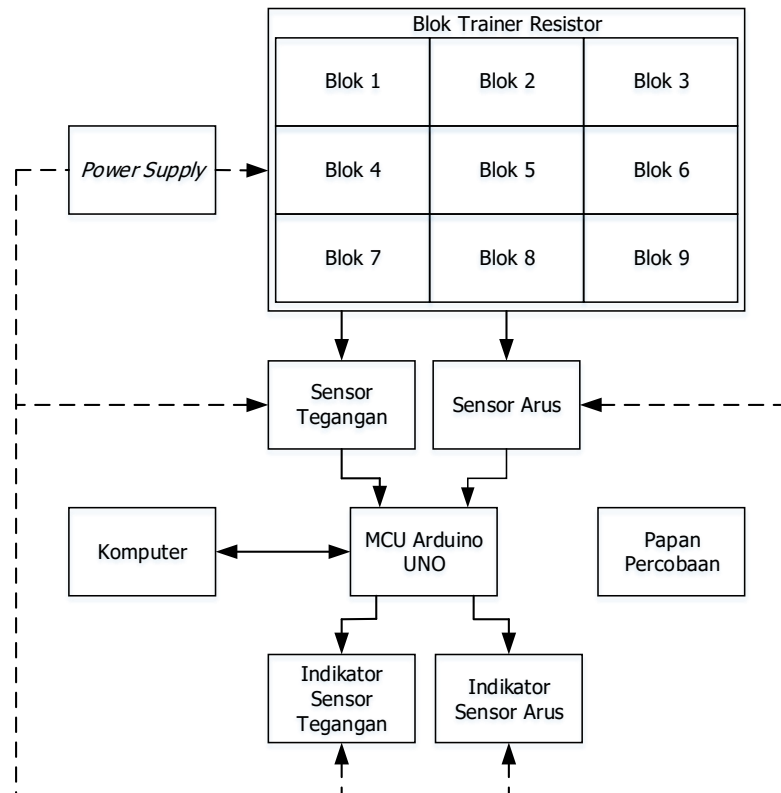 Blok Trainer Resistor
Blok 1
Blok 2
Blok 3
Power Supply
Blok 4
Blok 5
Blok 6
Blok 7
Blok 8
Blok 9
Sensor
Tegangan
Sensor Arus
Komputer
MCU Arduino
UNO
Papan
Percobaan
Indikator
Sensor
Tegangan
Indikator
Sensor Arus